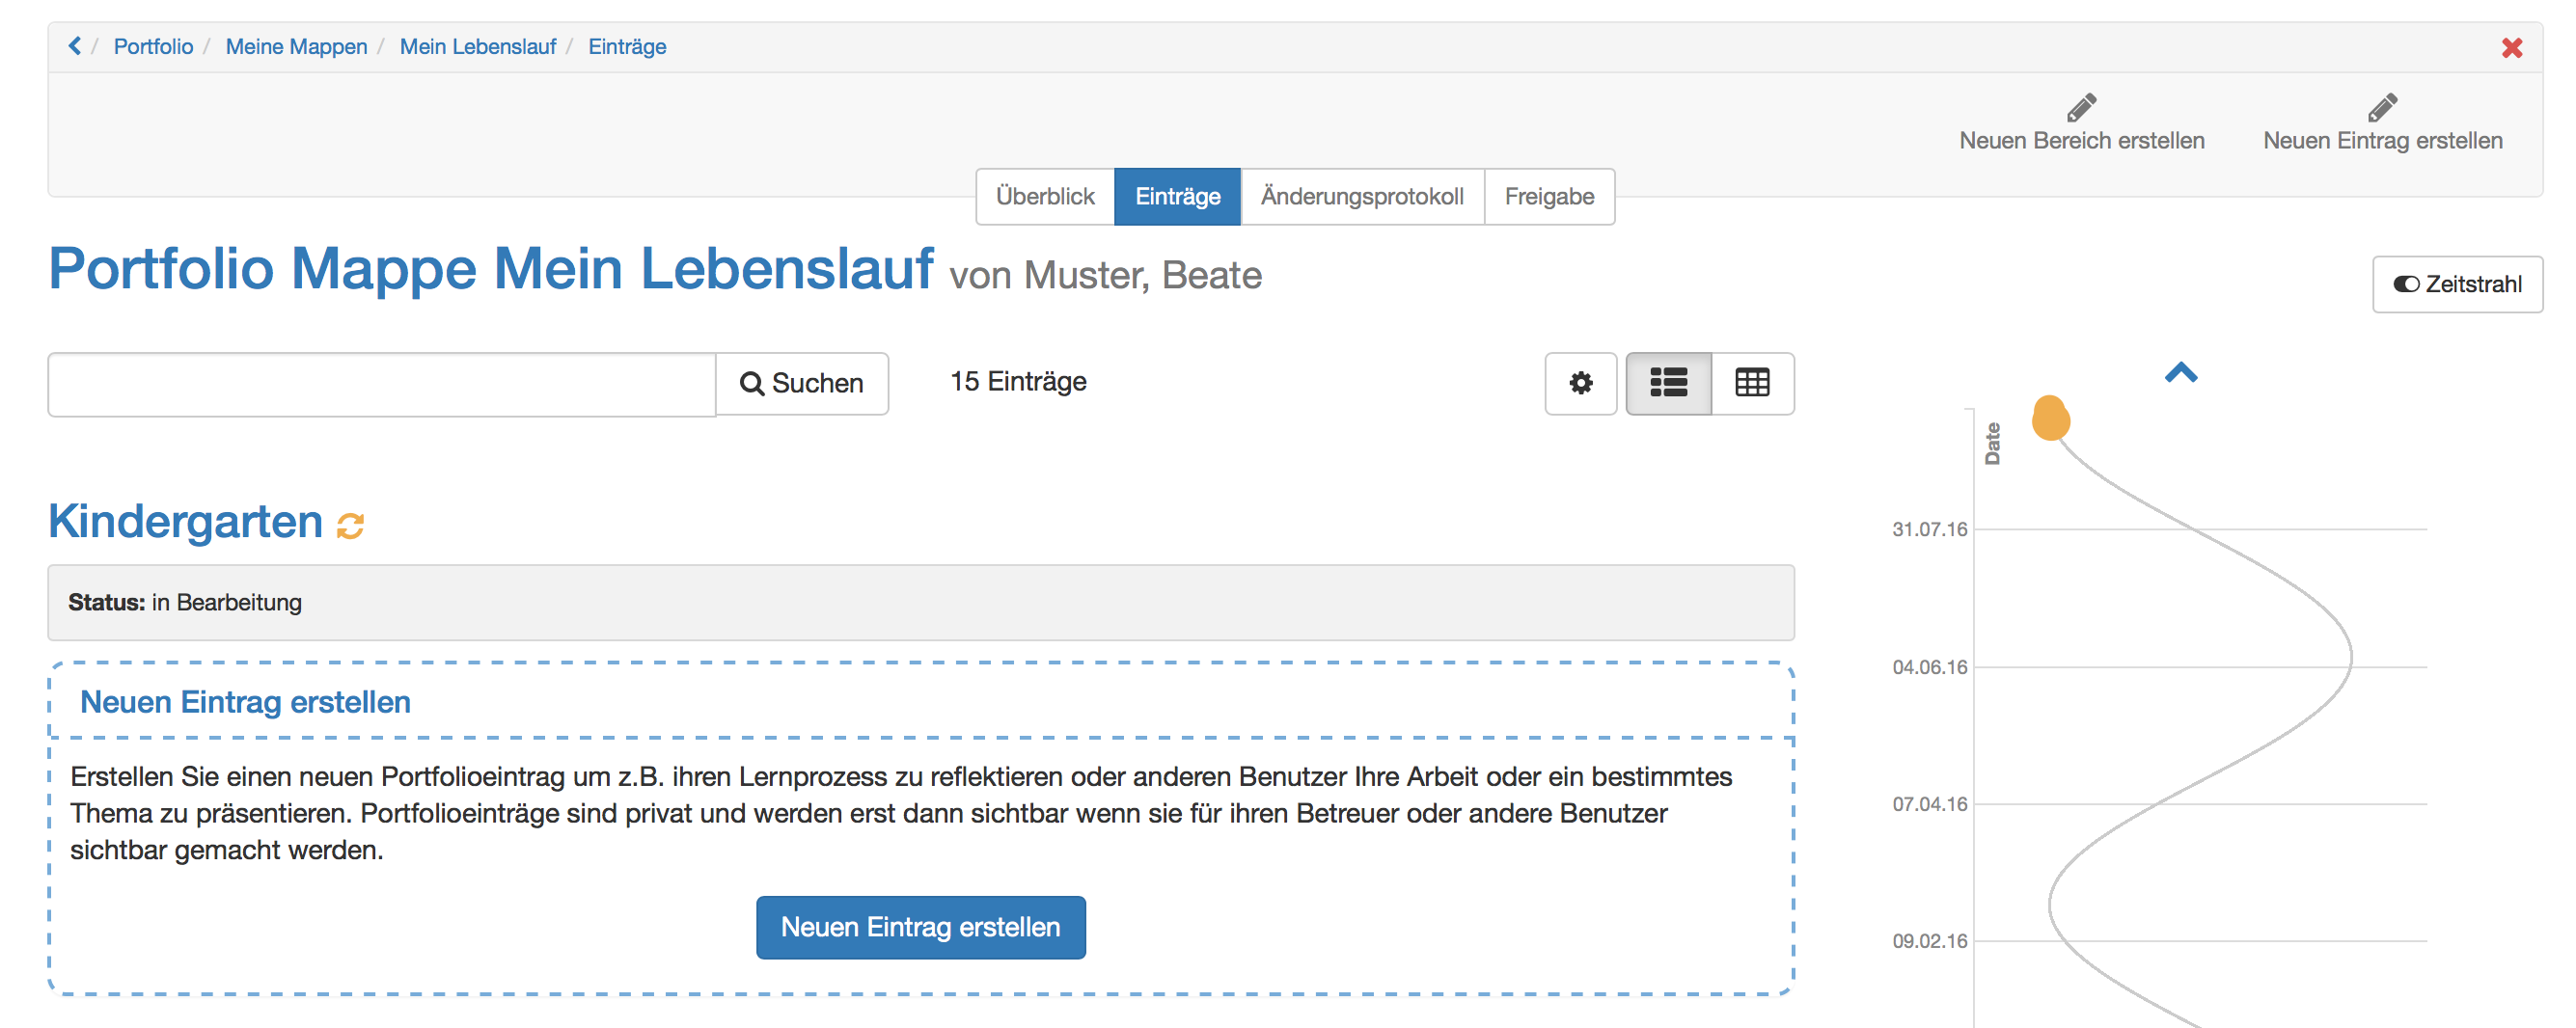 / Portfolio / Meine Mappen / Mein Lebenslauf / Einträge
Neuen Bereich erstellen
Neuen Eintrag erstellen
Überblick
Einträge
Änderungsprotokoll
Freigabe
Portfolio Mappe Mein Lebenslauf von Muster, Beate
Zeitstrahl
Suchen
15 Einträge
Kindergarten
Status: in Bearbeitung
Neuen Eintrag erstellen
Erstellen Sie einen neuen Portfolioeintrag um z.B. ihren Lernprozess zu reflektieren oder anderen Benutzer Ihre Arbeit oder ein bestimmtes
Thema zu präsentieren. Portfolioeinträge sind privat und werden erst dann sichtbar wenn sie für ihren Betreuer oder andere Benutzer
sichtbar gemacht werden.
Neuen Eintrag erstellen
Date
31.07.16
04.06.16
07.04.16
09.02.16